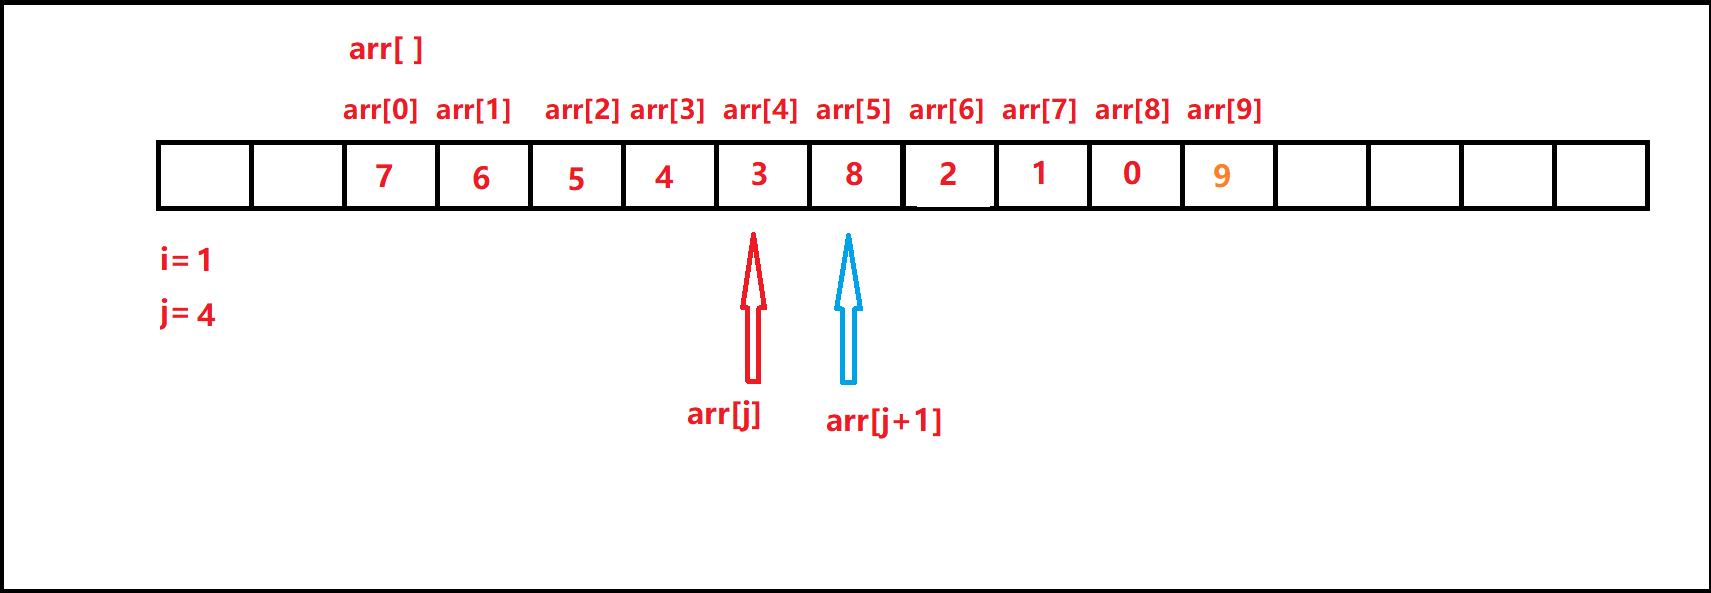 arr[ ]
arr[0] arr[1] arr[2] arr[3] arr[4] arr[5] arr[6] arr[7] arr[8] arr[9]
7 6 5 4 3 8 2 1 0 9
i= 1
j= 4
arr[j] arr[j+1]